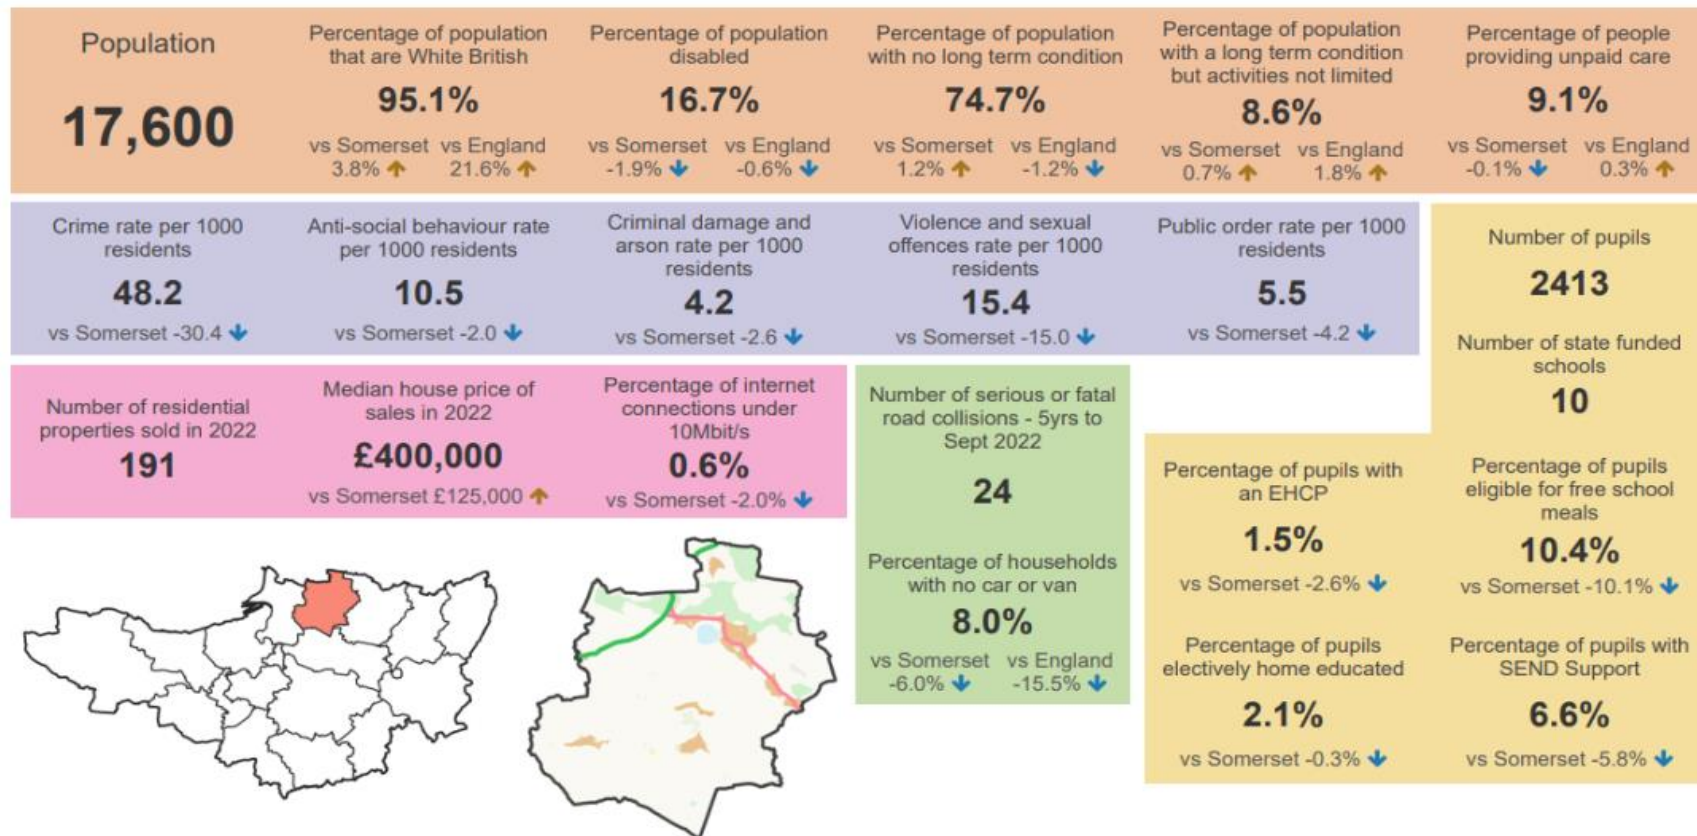 Population
17,600
Percentage of population
that are White British
95.1%
vs Somerset vs England
3.8% ↑ 21.6% ↑
Percentage of population
disabled
16.7%
vs Somerset vs England
-1.9% ↓ -0.6% ↓
Percentage of population
with no long term condition
74.7%
vs Somerset vs England
1.2% ↑ -1.2% ↓
Percentage of population
with a long term condition
but activities not limited
8.6%
vs Somerset vs England
0.7% ↑ 1.8% ↑
Percentage of people
providing unpaid care
9.1%
vs Somerset vs England
-0.1% ↓ 0.3% ↑
Crime rate per 1000
residents
48.2
vs Somerset -30.4 ↓
Anti-social behaviour rate
per 1000 residents
10.5
vs Somerset -2.0 ↓
Criminal damage and
arson rate per 1000
residents
4.2
vs Somerset -2.6 ↓
Violence and sexual
offences rate per 1000
residents
15.4
vs Somerset -15.0 ↓
Public order rate per 1000
residents
5.5
vs Somerset -4.2 ↓
Number of pupils
2413
Number of state funded
schools
10
Number of residential
properties sold in 2022
191
Median house price of
sales in 2022
£400,000
vs Somerset £125,000 ↑
Percentage of internet
connections under
10Mbit/s
0.6%
vs Somerset -2.0% ↓
Number of serious or fatal
road collisions - 5yrs to
Sept 2022
24
Percentage of households
with no car or van
8.0%
vs Somerset vs England
-6.0% ↓ -15.5% ↓
Percentage of pupils with
an EHCP
1.5%
vs Somerset -2.6% ↓
Percentage of pupils
eligible for free school
meals
10.4%
vs Somerset -10.1% ↓
Percentage of pupils
electively home educated
2.1%
vs Somerset -0.3% ↓
Percentage of pupils with
SEND Support
6.6%
vs Somerset -5.8% ↓